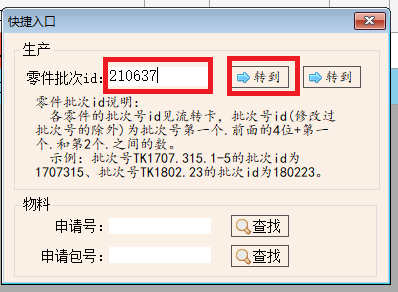 快捷入口
生产
零件批次id: 210637 转到 转到
零件批次id说明:
各零件的批次号id见流转卡，批次号id(修改过
批次号的除外)为批次号第一个.前面的4位+第一
个.和第2个.之间的数。
示例：批次号TK1707.315.1-5的批次id为
1707315、批次号TK1802.23的批次id为180223。
物料
申请号: 查找
申请包号: 查找